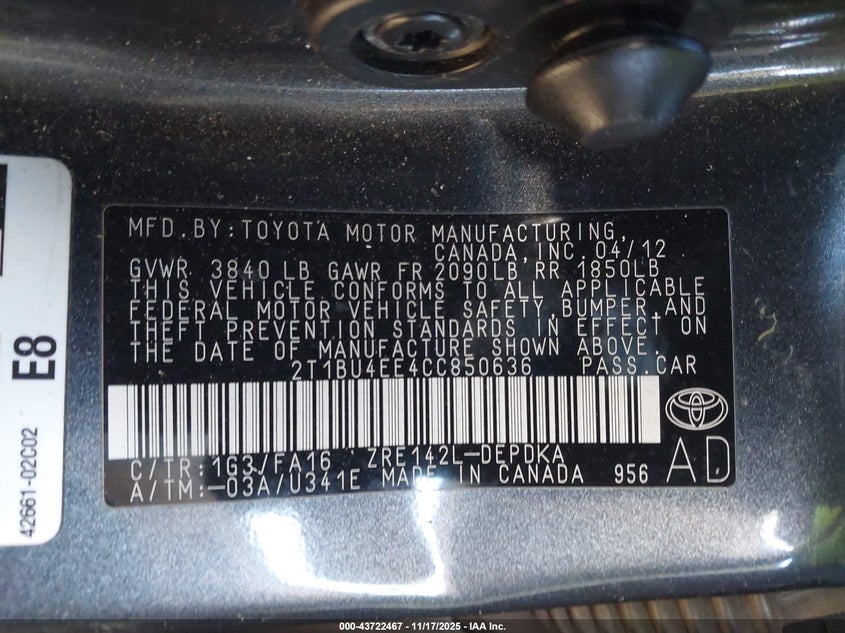 MFD. BY: TOYOTA MOTOR MANUFACTURING,
CANADA, INC. 04/12
GVWR 3840 LB GAWR FR 2090LB RR 1850LB
THIS VEHICLE CONFORMS TO ALL APPLICABLE
FEDERAL MOTOR VEHICLE SAFETY, BUMPER, AND
THEFT PREVENTION STANDARDS IN EFFECT ON
THE DATE OF MANUFACTURE SHOWN ABOVE.
2T1BU4EE4CC850636 PASS.CAR
C/TR: 1G3/FA16 ZRE142L-DEPDKA
A/TM: -03A/U341E MADE IN CANADA 956 AD
E8
42661-02C02
000-43722467 - 11/17/2025 - IAA Inc.